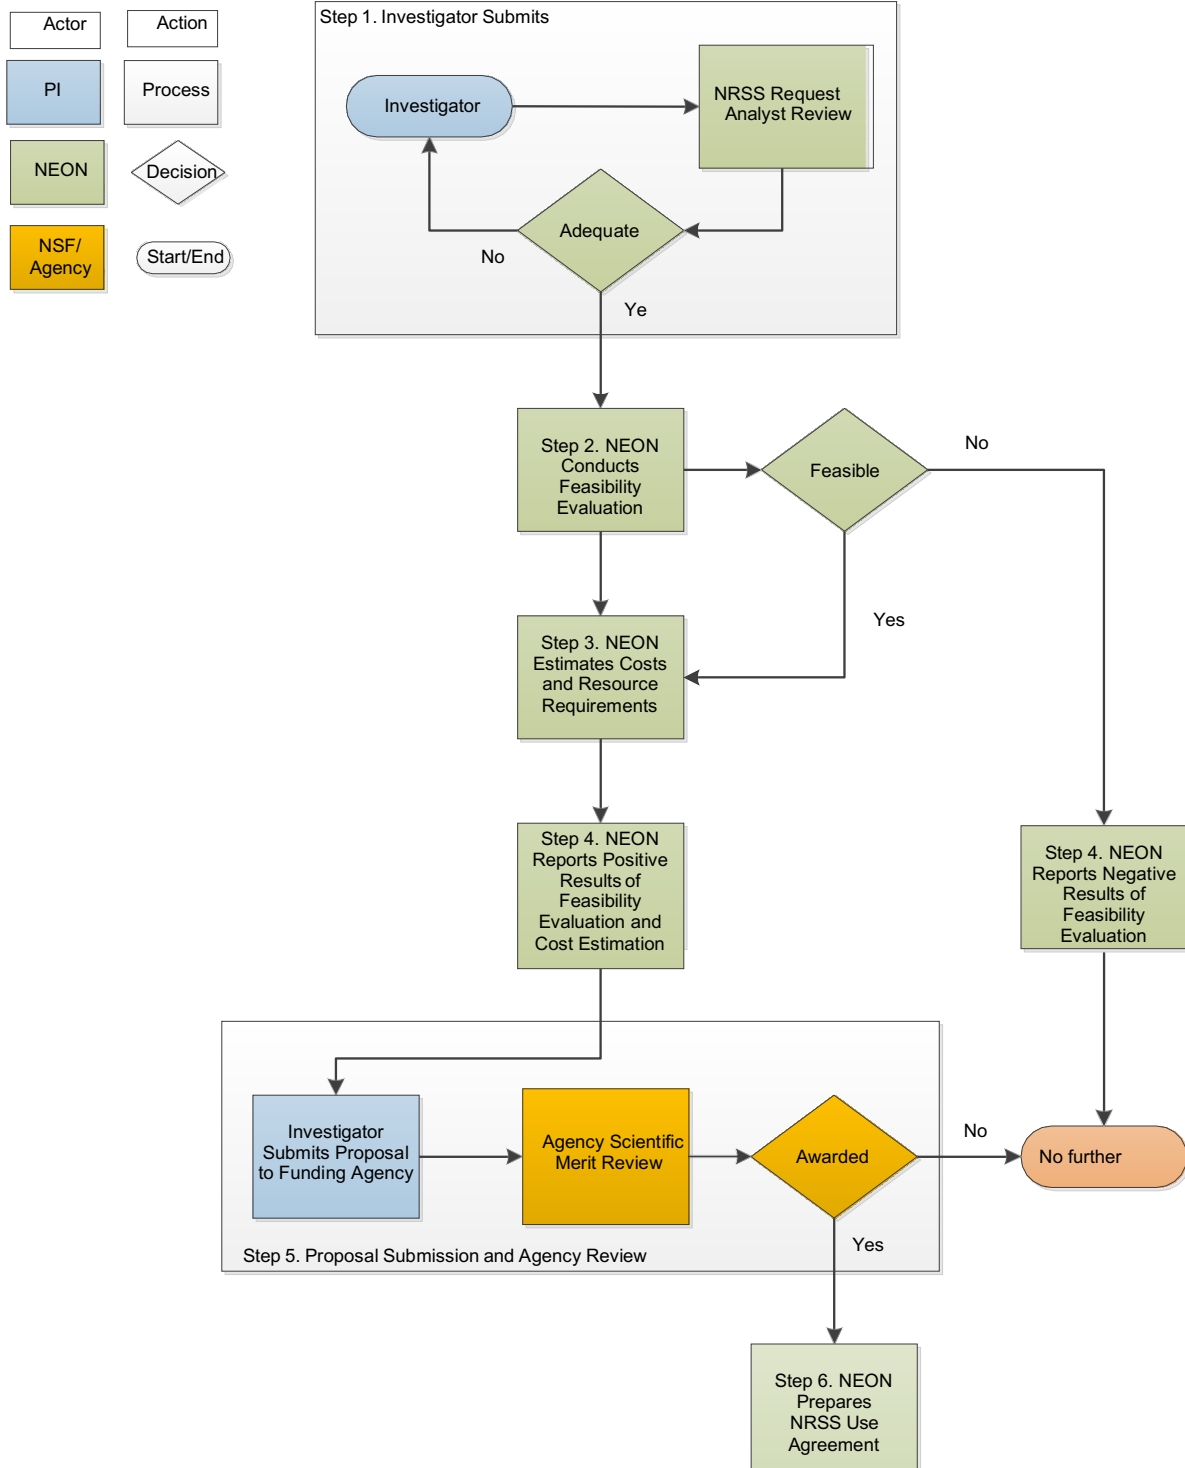 Actor
Action
PI
Process
NEON
Decision
NSF/
Agency
Start/End
Step 1. Investigator Submits
Investigator
NRSS Request
Analyst Review
Adequate
No
Ye
Step 2. NEON
Conducts
Feasibility
Evaluation
Feasible
No
Yes
Step 3. NEON
Estimates Costs
and Resource
Requirements
Step 4. NEON
Reports Positive
Results of
Feasibility
Evaluation and
Cost Estimation
Step 4. NEON
Reports Negative
Results of
Feasibility
Evaluation
Investigator
Submits Proposal
to Funding Agency
Agency Scientific
Merit Review
Awarded
No
No further
Yes
Step 5. Proposal Submission and Agency Review
Step 6. NEON
Prepares
NRSS Use
Agreement